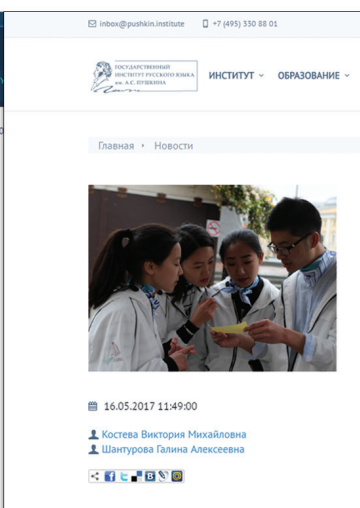 inbox@pushkin.institute +7 (495) 330 88 01
ГОСУДАРСТВЕННЫЙ
ИНСТИТУТ РУССКОГО ЯЗЫКА
им. А.С. ПУШКИНА
ИНСТИТУТ ОБРАЗОВАНИЕ
Главная Новости
16.05.2017 11:49:00
Костева Виктория Михайловна
Шантурова Галина Алексеевна